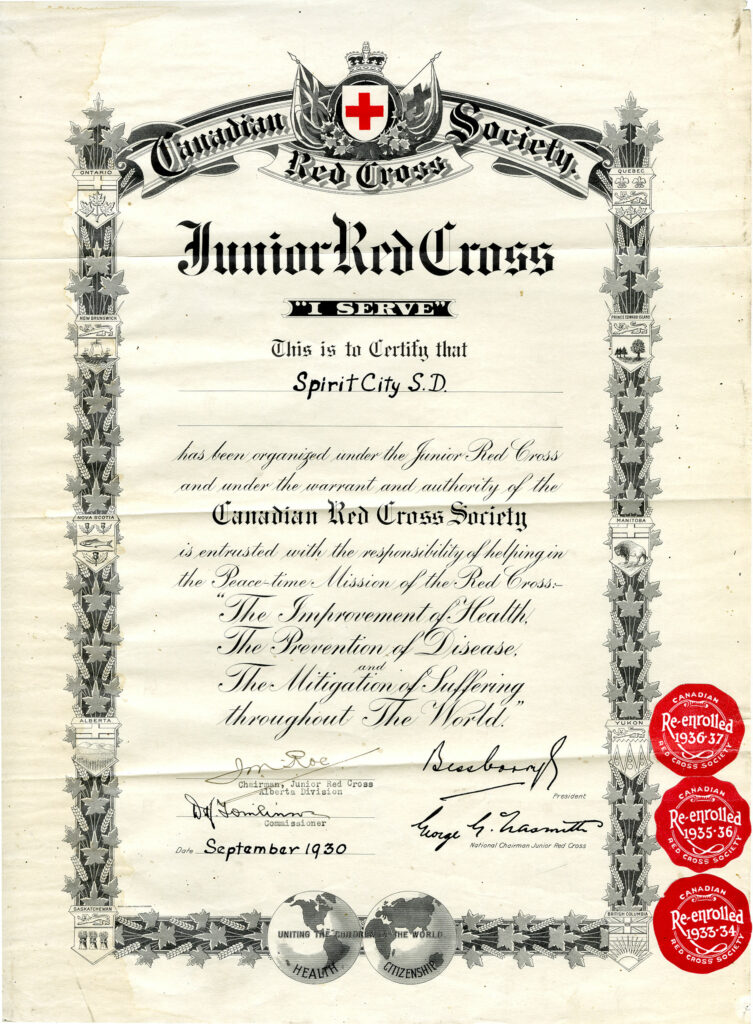 Canadian Red Cross Society.
Junior Red Cross
"I SERVE"
This is to Certify that
Spirit City S.D.
has been organized under the Junior Red Cross
and under the warrant and authority of the
Canadian Red Cross Society
is entrusted with the responsibility of helping in
the Peace-time Mission of the Red Cross:-
"The Improvement of Health,
The Prevention of Disease,
and
The Mitigation of Suffering
throughout The World."
Bessborough
President
Chairman, Junior Red Cross
Alberta Division
Tomlinson
Commissioner
George G. Nasmith
National Chairman Junior Red Cross
Date September 1930
ONTARIO
NEW BRUNSWICK
NOVA SCOTIA
ALBERTA
SASKATCHEWAN
QUEBEC
PRINCE EDWARD ISLAND
MANITOBA
YUKON
BRITISH COLUMBIA
UNITING THE CHILDREN OF THE WORLD
HEALTH
CITIZENSHIP
CANADIAN
Re-enrolled
1936-37
RED CROSS SOCIETY
CANADIAN
Re-enrolled
1935-36
RED CROSS SOCIETY
CANADIAN
Re-enrolled
1933-34
RED CROSS SOCIETY